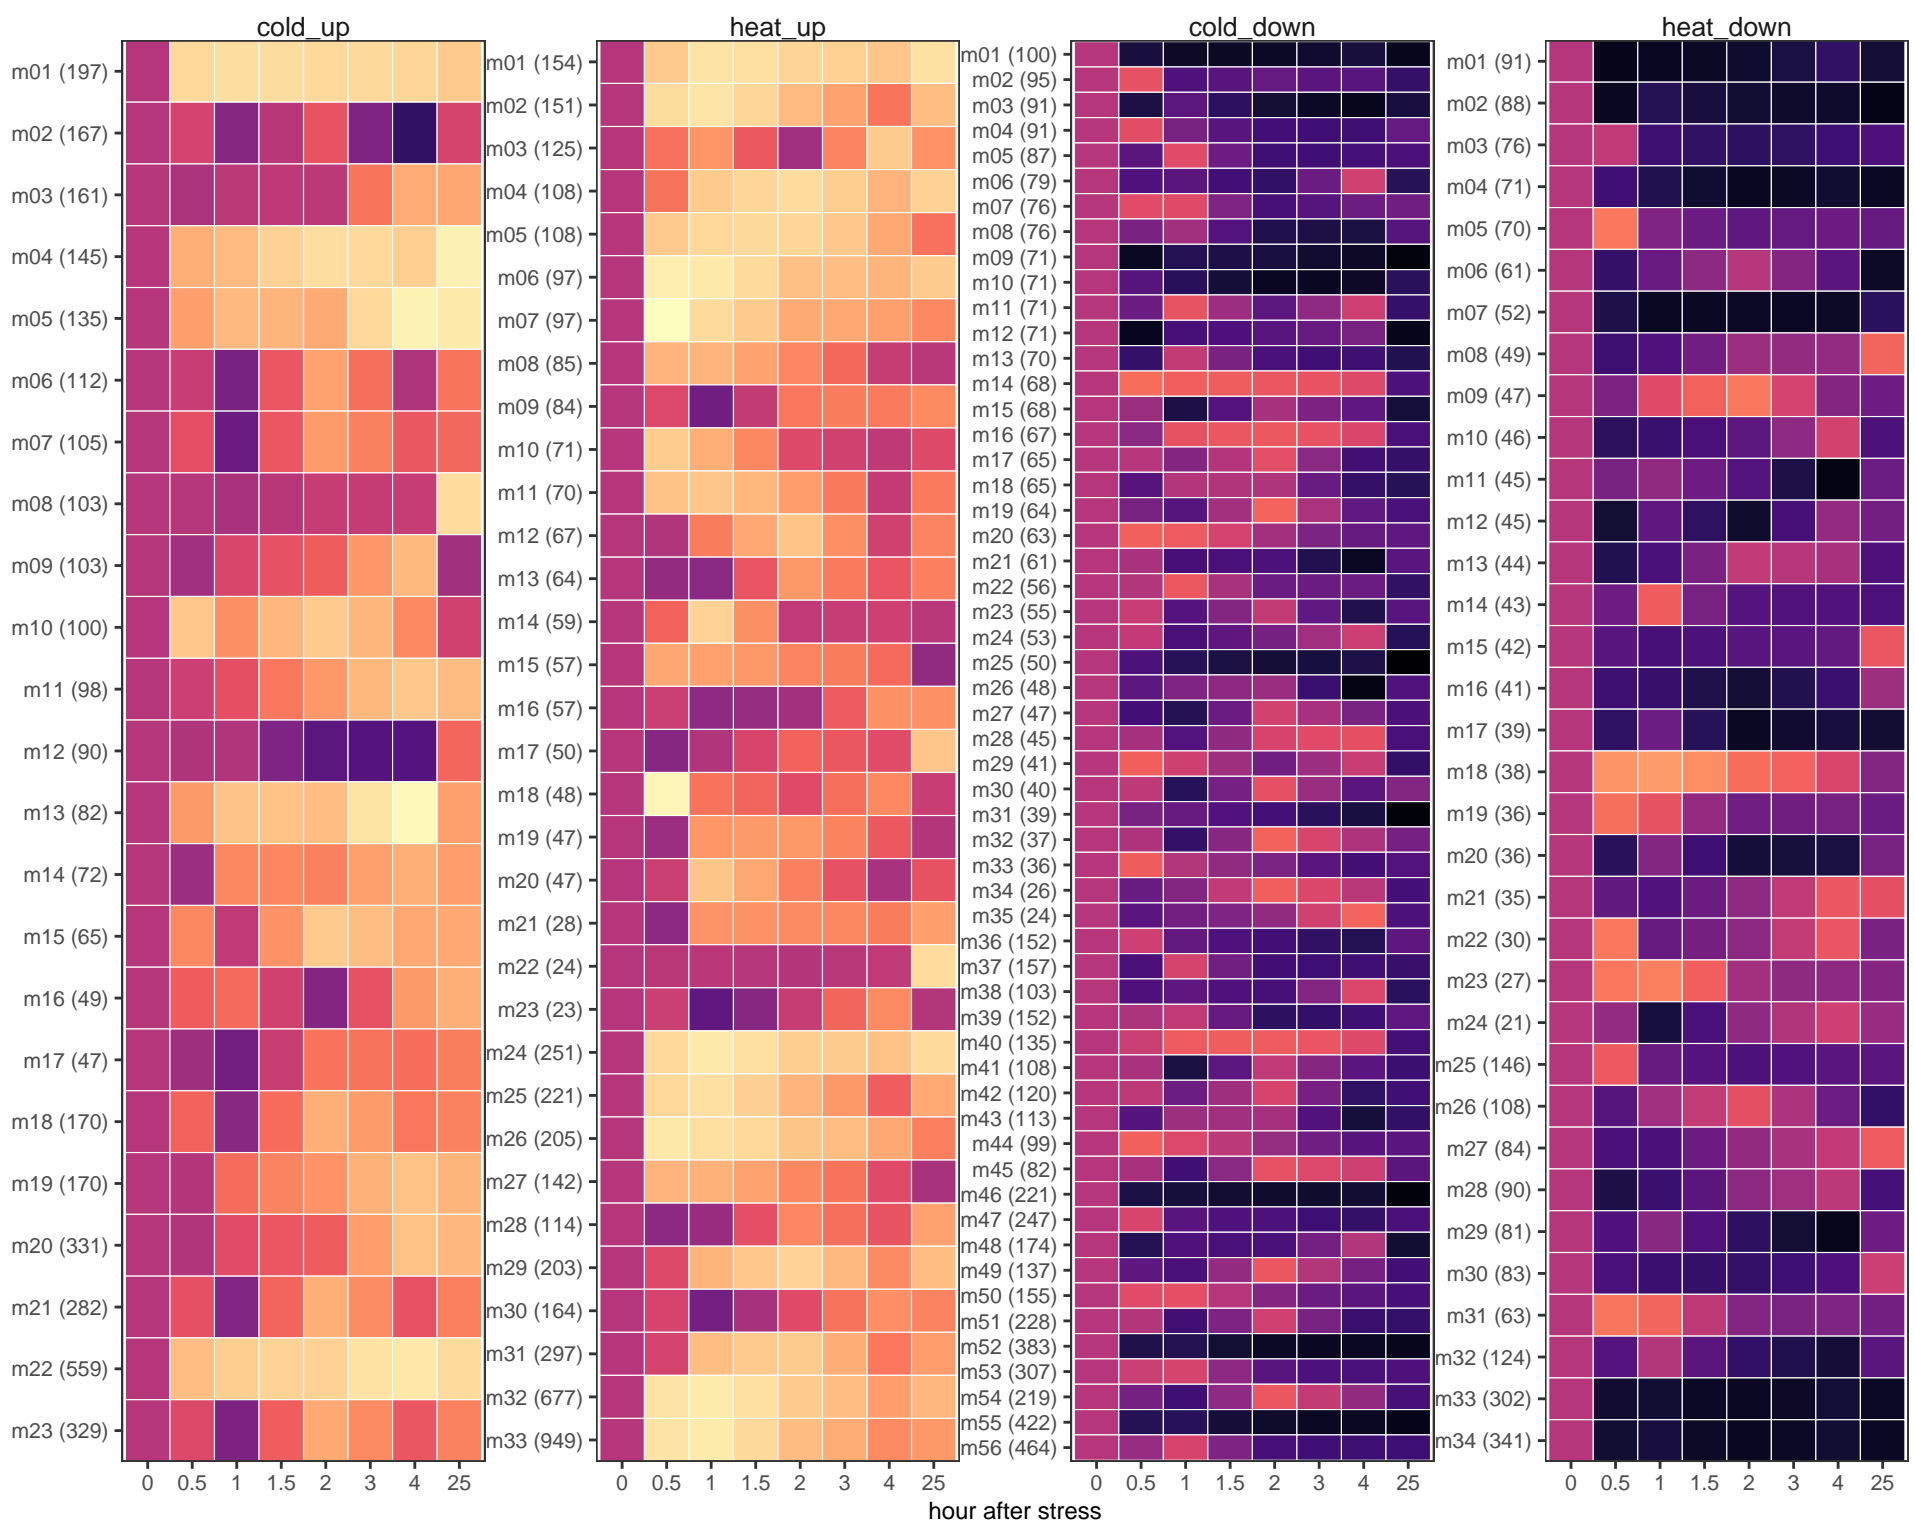 cold_up
heat_up
cold_down
heat_down
m01 (197)
m02 (167)
m03 (161)
m04 (145)
m05 (135)
m06 (112)
m07 (105)
m08 (103)
m09 (103)
m10 (100)
m11 (98)
m12 (90)
m13 (82)
m14 (72)
m15 (65)
m16 (49)
m17 (47)
m18 (170)
m19 (170)
m20 (331)
m21 (282)
m22 (559)
m23 (329)
0 0.5 1 1.5 2 3 4 25
m01 (154)
m02 (151)
m03 (125)
m04 (108)
m05 (108)
m06 (97)
m07 (97)
m08 (85)
m09 (84)
m10 (71)
m11 (70)
m12 (67)
m13 (64)
m14 (59)
m15 (57)
m16 (57)
m17 (50)
m18 (48)
m19 (47)
m20 (47)
m21 (28)
m22 (24)
m23 (23)
m24 (251)
m25 (221)
m26 (205)
m27 (142)
m28 (114)
m29 (203)
m30 (164)
m31 (297)
m32 (677)
m33 (949)
0 0.5 1 1.5 2 3 4 25
m01 (100)
m02 (95)
m03 (91)
m04 (91)
m05 (87)
m06 (79)
m07 (76)
m08 (76)
m09 (71)
m10 (71)
m11 (71)
m12 (71)
m13 (70)
m14 (68)
m15 (68)
m16 (67)
m17 (65)
m18 (65)
m19 (64)
m20 (63)
m21 (61)
m22 (56)
m23 (55)
m24 (53)
m25 (50)
m26 (48)
m27 (47)
m28 (45)
m29 (41)
m30 (40)
m31 (39)
m32 (37)
m33 (36)
m34 (26)
m35 (24)
m36 (152)
m37 (157)
m38 (103)
m39 (152)
m40 (135)
m41 (108)
m42 (120)
m43 (113)
m44 (99)
m45 (82)
m46 (221)
m47 (247)
m48 (174)
m49 (137)
m50 (155)
m51 (228)
m52 (383)
m53 (307)
m54 (219)
m55 (422)
m56 (464)
0 0.5 1 1.5 2 3 4 25
m01 (91)
m02 (88)
m03 (76)
m04 (71)
m05 (70)
m06 (61)
m07 (52)
m08 (49)
m09 (47)
m10 (46)
m11 (45)
m12 (45)
m13 (44)
m14 (43)
m15 (42)
m16 (41)
m17 (39)
m18 (38)
m19 (36)
m20 (36)
m21 (35)
m22 (30)
m23 (27)
m24 (21)
m25 (146)
m26 (108)
m27 (84)
m28 (90)
m29 (81)
m30 (83)
m31 (63)
m32 (124)
m33 (302)
m34 (341)
0 0.5 1 1.5 2 3 4 25
hour after stress